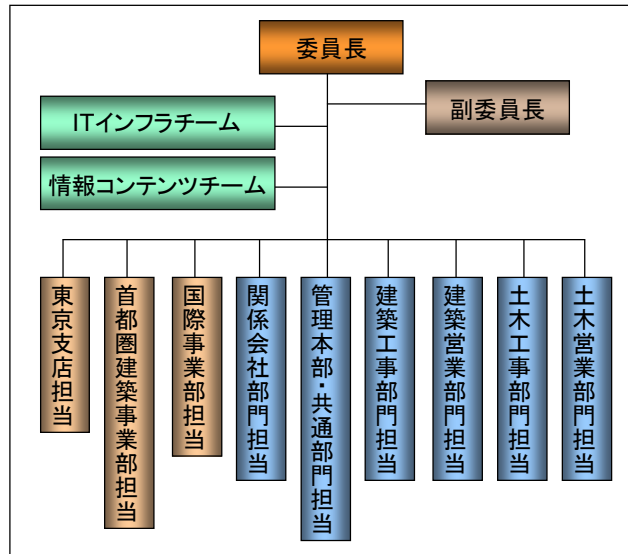 委員長
副委員長
ITインフラチーム
情報コンテンツチーム
東京支店担当
首都圏建築事業部担当
国際事業部担当
関係会社部門担当
管理本部・共通部門担当
建築工事部門担当
建築営業部門担当
土木工事部門担当
土木営業部門担当